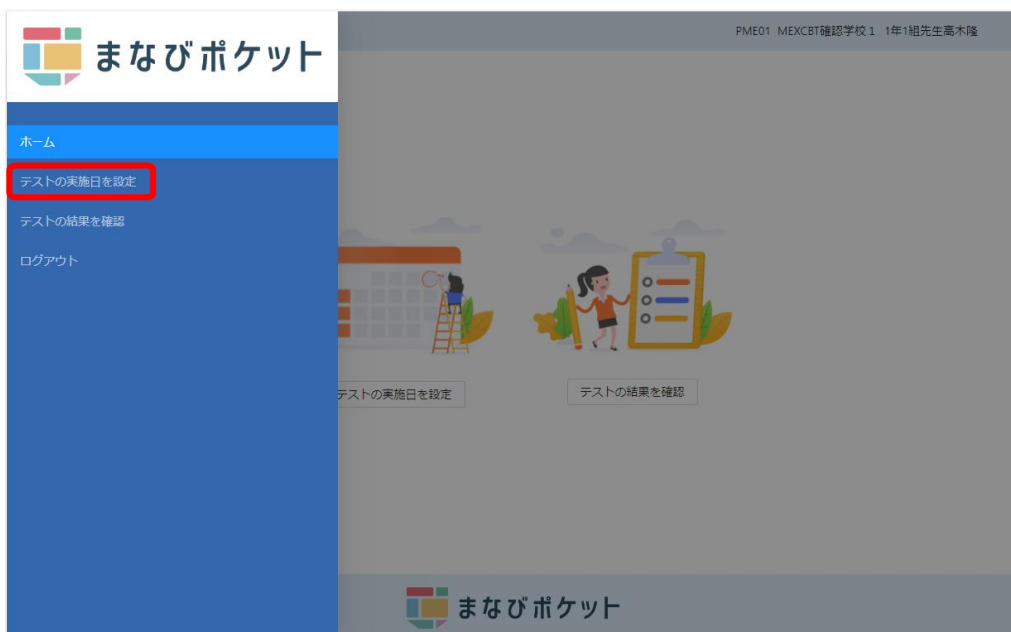 まなびポケット
PME01 MEXCBT確認学校１ 1年1組先生高木隆
ホーム
テストの実施日を設定
テストの結果を確認
ログアウト
テストの実施日を設定
テストの結果を確認
まなびポケット